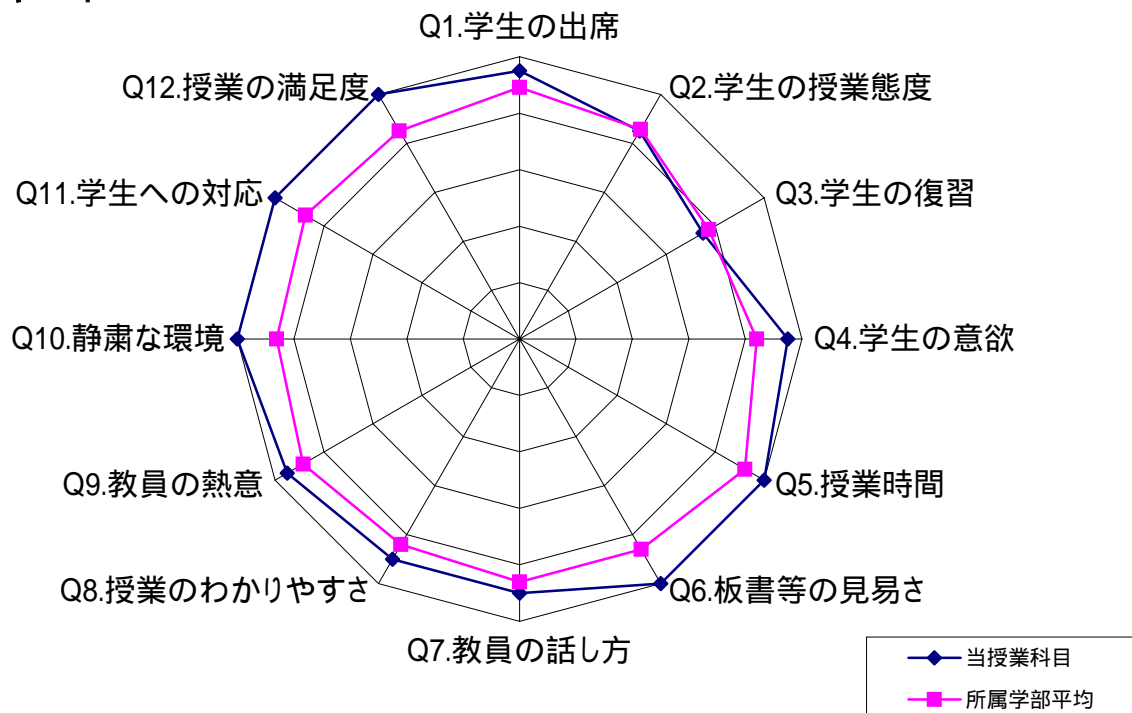 Q1.学生の出席
Q2.学生の授業態度
Q3.学生の復習
Q4.学生の意欲
Q5.授業時間
Q6.板書等の見易さ
Q7.教員の話し方
Q8.授業のわかりやすさ
Q9.教員の熱意
Q10.静粛な環境
Q11.学生への対応
Q12.授業の満足度
当授業科目
所属学部平均